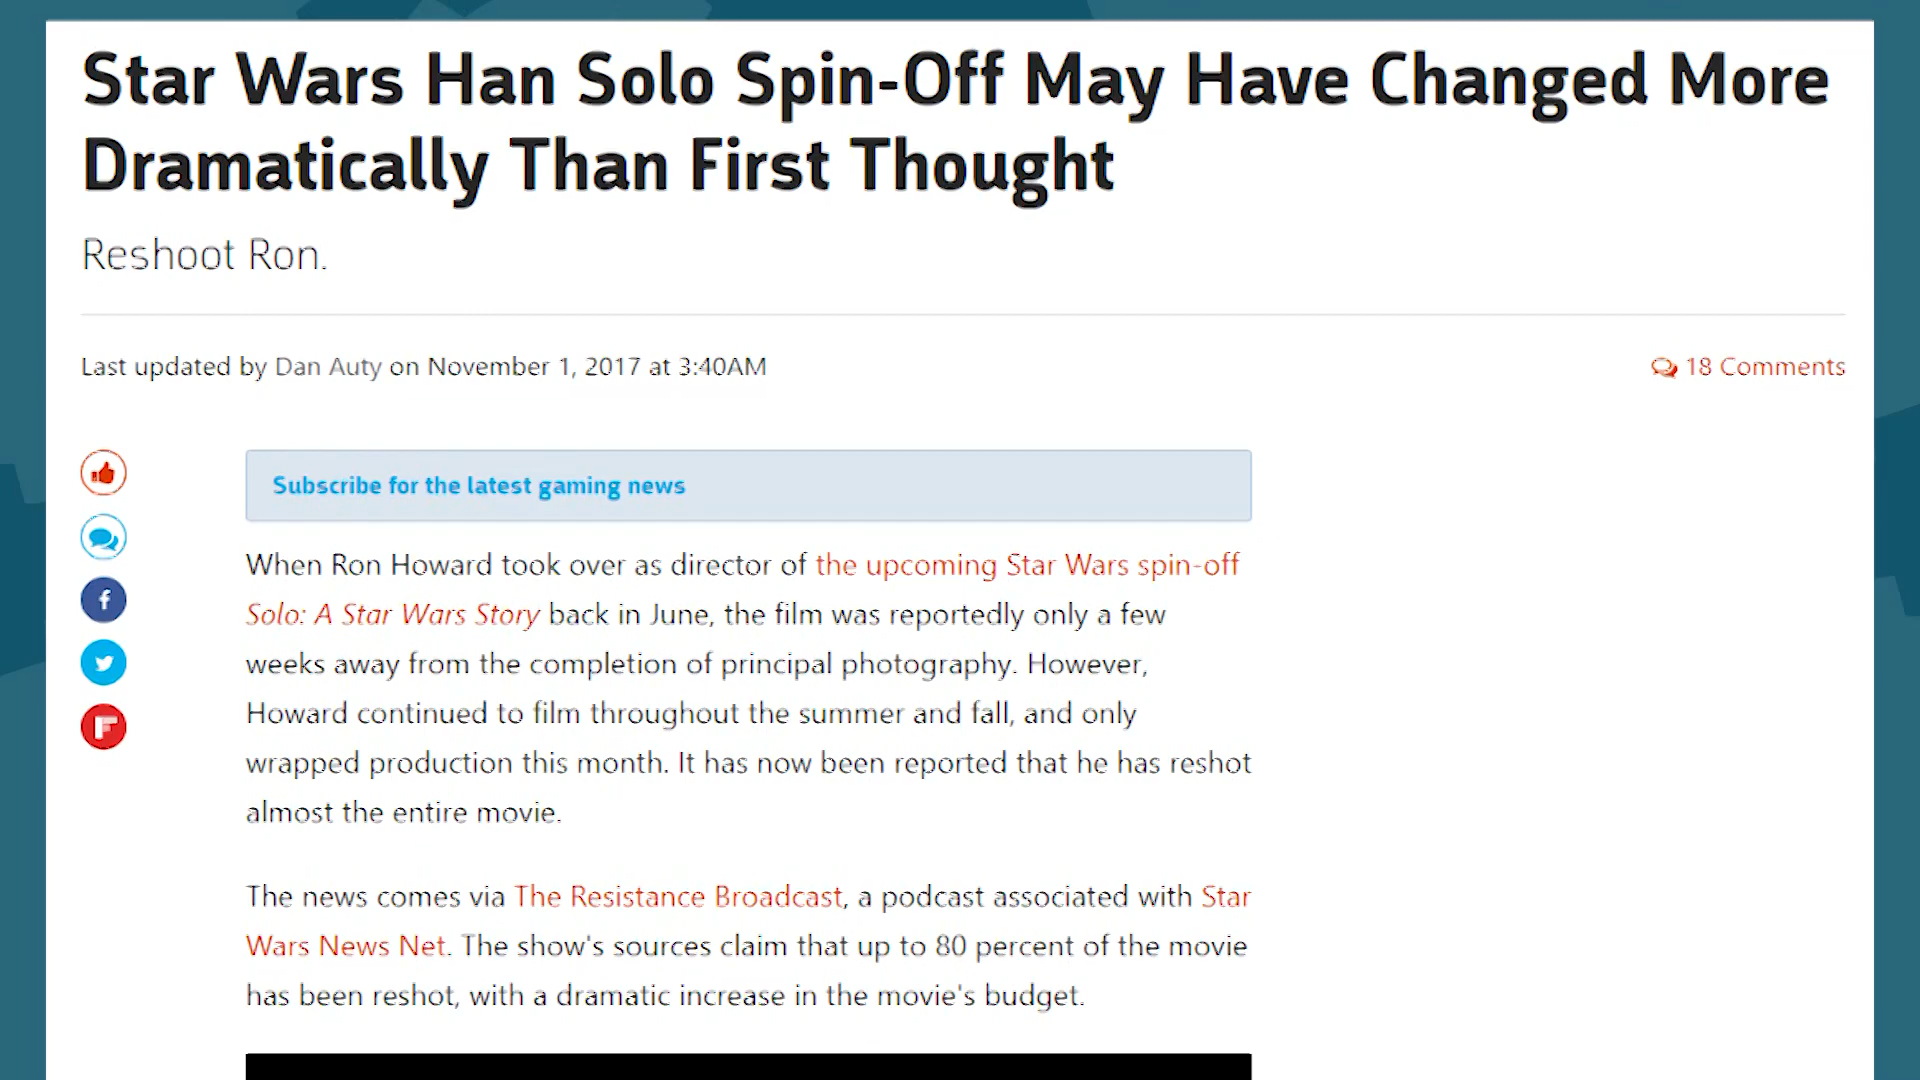 Star Wars Han Solo Spin-Off May Have Changed More
Dramatically Than First Thought
Reshoot Ron.
Last updated by Dan Auty on November 1, 2017 at 3:40AM
18 Comments
Subscribe for the latest gaming news
When Ron Howard took over as director of the upcoming Star Wars spin-off
Solo: A Star Wars Story back in June, the film was reportedly only a few
weeks away from the completion of principal photography. However,
Howard continued to film throughout the summer and fall, and only
wrapped production this month. It has now been reported that he has reshot
almost the entire movie.
The news comes via The Resistance Broadcast, a podcast associated with Star
Wars News Net. The show's sources claim that up to 80 percent of the movie
has been reshot, with a dramatic increase in the movie's budget.